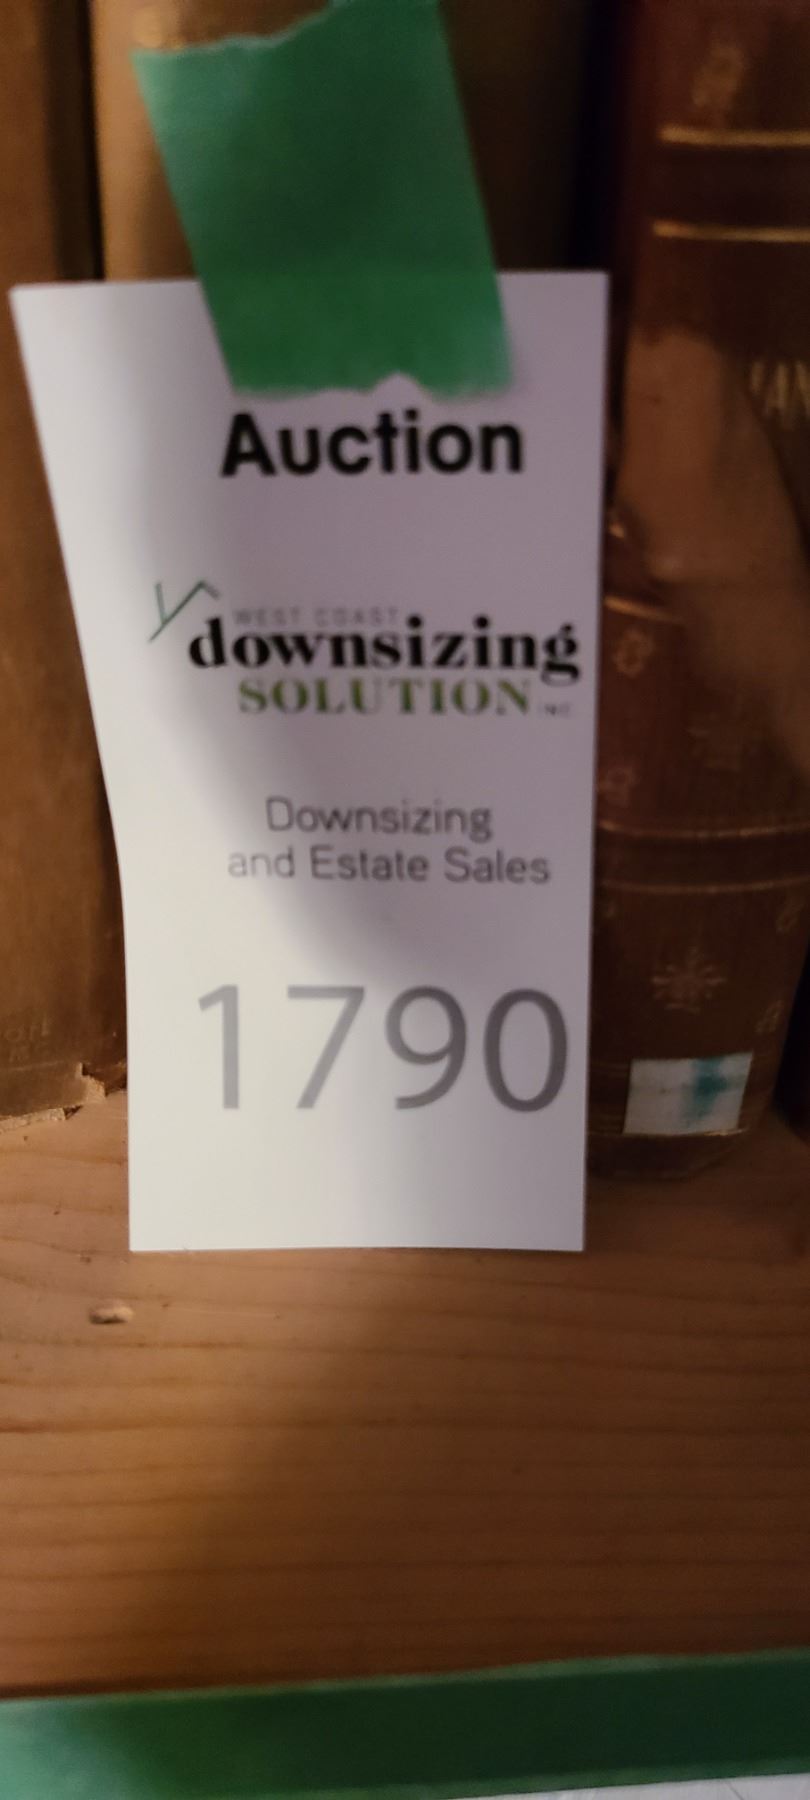 Auction
WEST COAST
downsizing
SOLUTION INC
Downsizing
and Estate Sales
1790